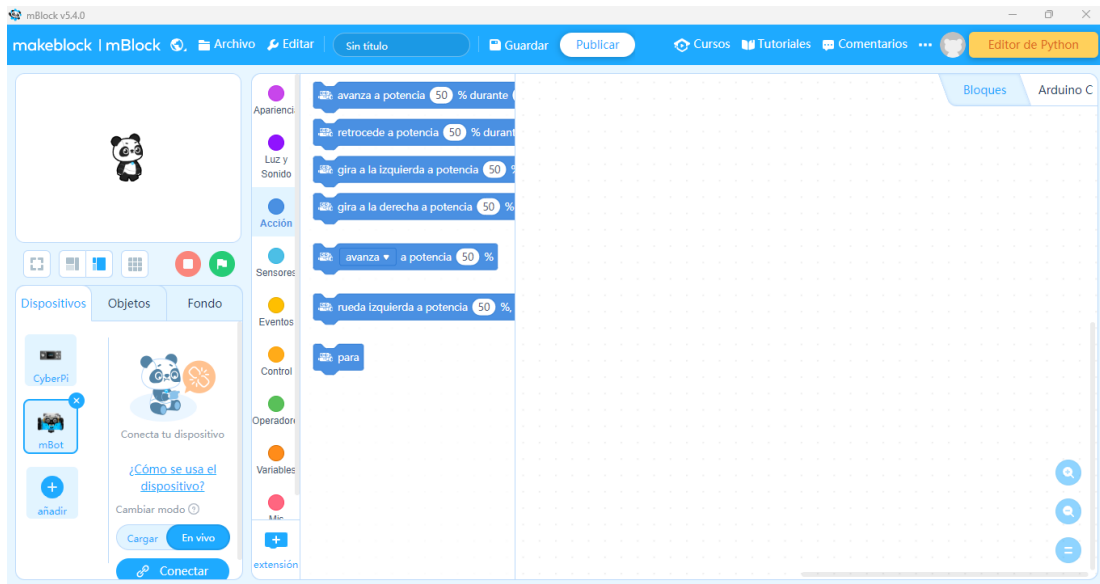 mBlock v5.4.0
makeblock | mBlock Archivo Editar Sin título Guardar Publicar Cursos Tutoriales Comentarios Editor de Python
Bloques Arduino C
Aparienci
Luz y
Sonido
Acción
Sensores
Eventos
Control
Operadore
Variables
Mis
extensión
avanza a potencia 50 % durante (
retrocede a potencia 50 % durant
gira a la izquierda a potencia 50 %
gira a la derecha a potencia 50 %
avanza a potencia 50 %
rueda izquierda a potencia 50 %,
para
Dispositivos Objetos Fondo
CyberPi
mBot
añadir
Conecta tu dispositivo
¿Cómo se usa el
dispositivo?
Cambiar modo ?
Cargar En vivo
Conectar